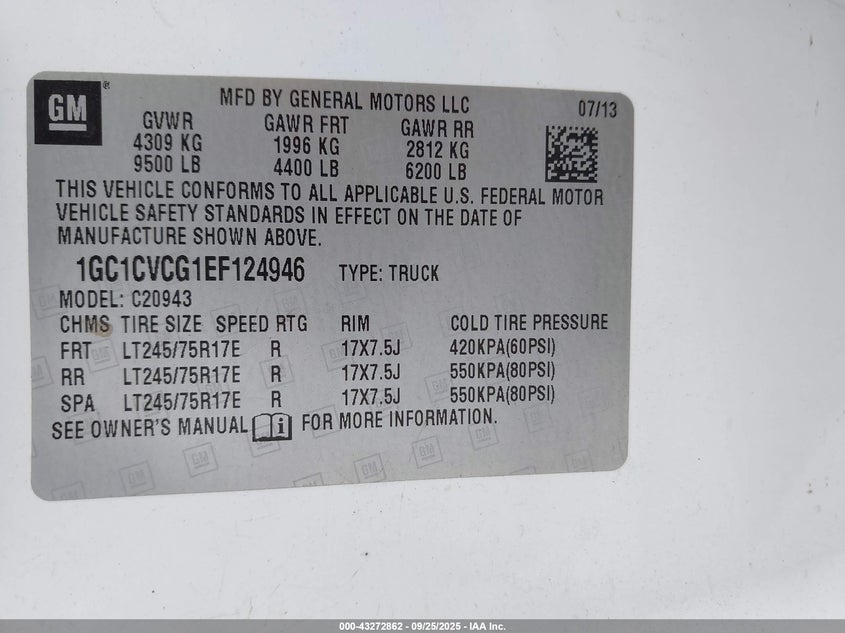 GM®
MFD BY GENERAL MOTORS LLC
07/13
GVWR GAWR FRT GAWR RR
4309 KG 1996 KG 2812 KG
9500 LB 4400 LB 6200 LB
THIS VEHICLE CONFORMS TO ALL APPLICABLE U.S. FEDERAL MOTOR
VEHICLE SAFETY STANDARDS IN EFFECT ON THE DATE OF
MANUFACTURE SHOWN ABOVE.
1GC1CVCG1EF124946 TYPE: TRUCK
MODEL: C20943
CHMS TIRE SIZE SPEED RTG RIM COLD TIRE PRESSURE
FRT LT245/75R17E R 17X7.5J 420KPA(60PSI)
RR LT245/75R17E R 17X7.5J 550KPA(80PSI)
SPA LT245/75R17E R 17X7.5J 550KPA(80PSI)
SEE OWNER'S MANUAL i FOR MORE INFORMATION.
000-43272862 - 09/25/2025 - IAA Inc.